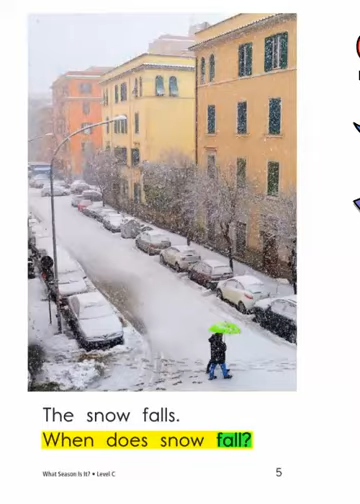 The snow falls.
When does snow fall?
What Season Is It? • Level C
5